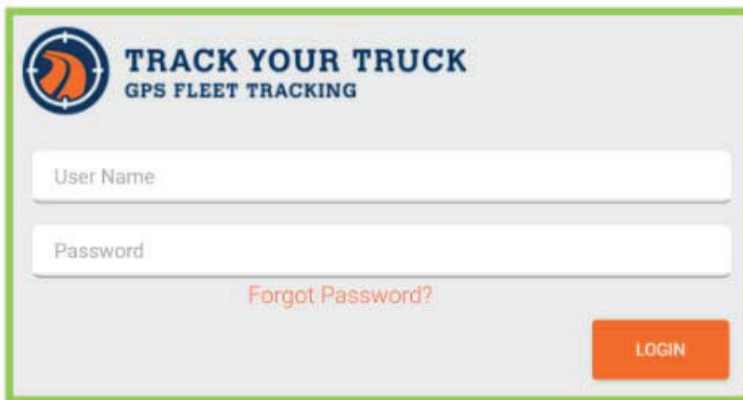 TRACK YOUR TRUCK
GPS FLEET TRACKING
User Name
Password
Forgot Password?
LOGIN